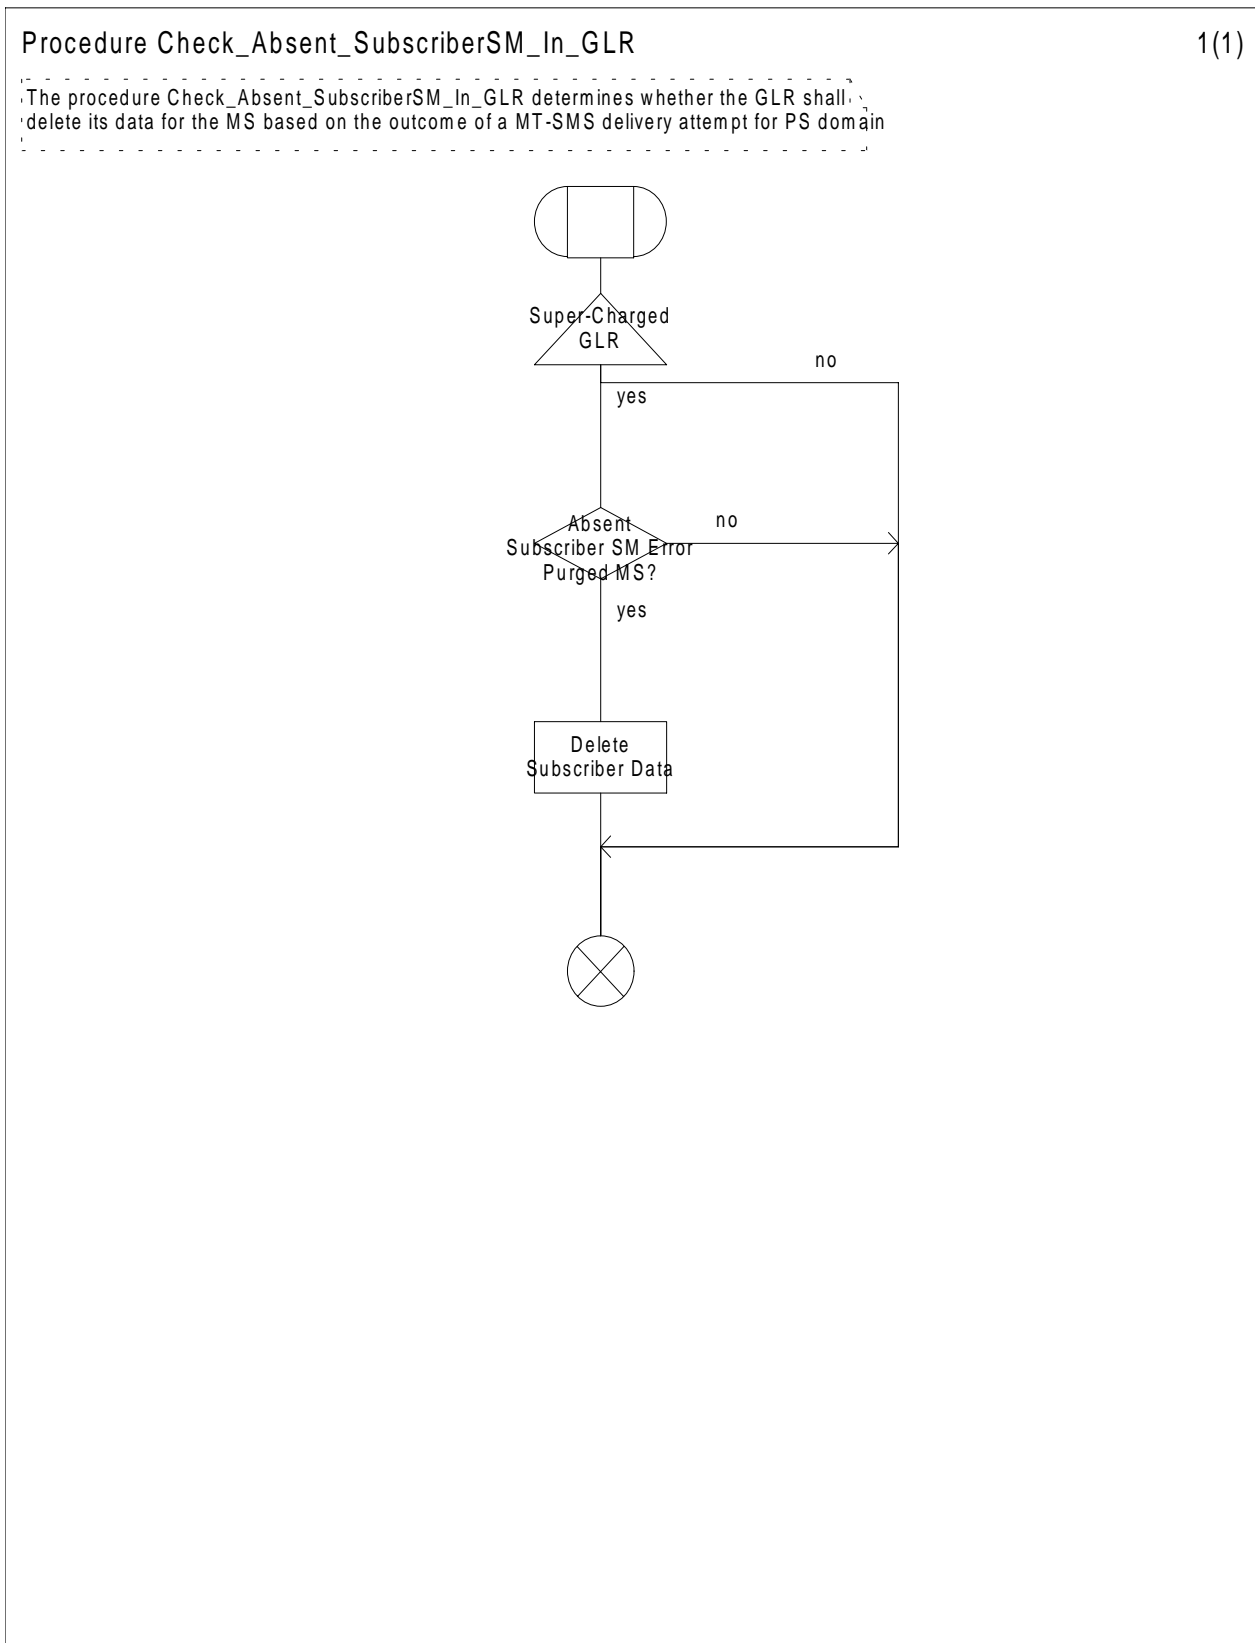 Procedure Check_Absent_SubscriberSM_In_GLR
1(1)
The procedure Check_Absent_SubscriberSM_In_GLR determines whether the GLR shall
delete its data for the MS based on the outcome of a MT-SMS delivery attempt for PS domain
Super-Charged
GLR
no
yes
Absent
Subscriber SM Error
Purged MS?
no
yes
Delete
Subscriber Data